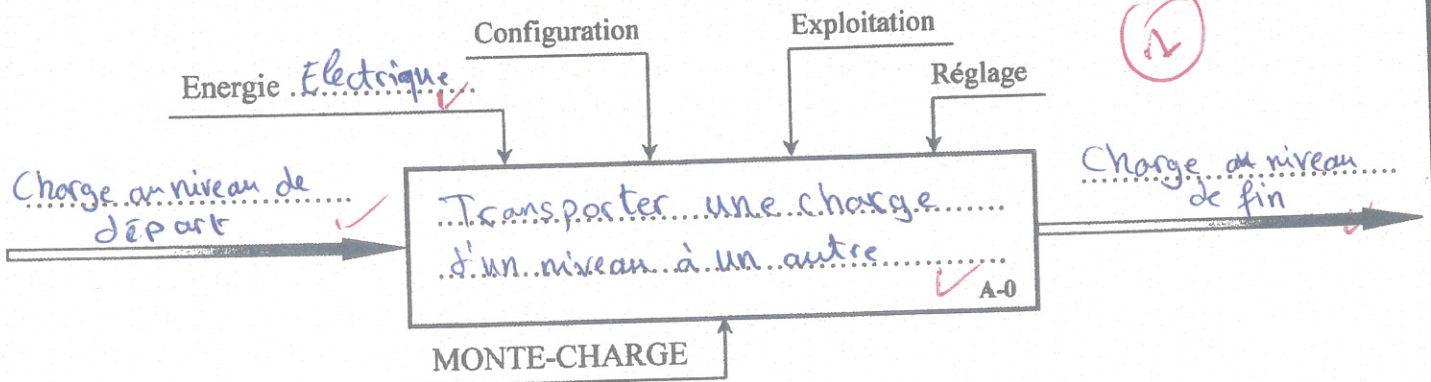 Configuration
Exploitation
Energie Electrique
Réglage
Charge au niveau de
départ
Transporter une charge
d'un niveau à un autre
A-0
Charge au niveau
de fin
MONTE-CHARGE